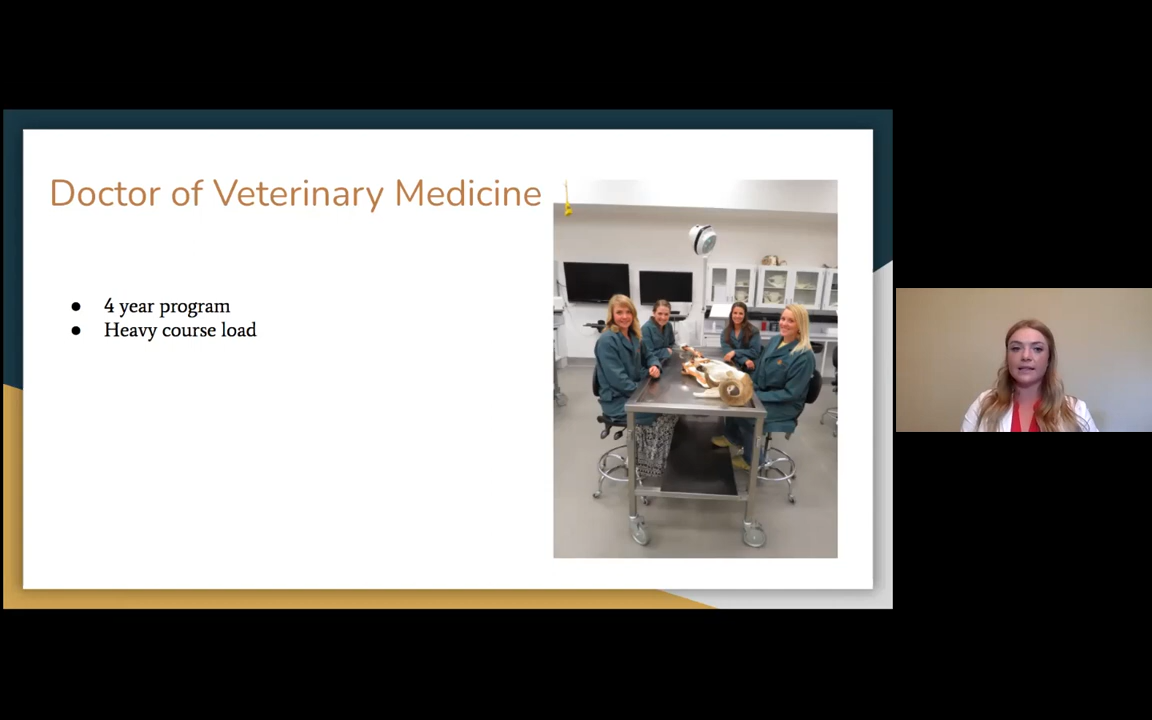 Doctor of Veterinary Medicine
● 4 year program
● Heavy course load